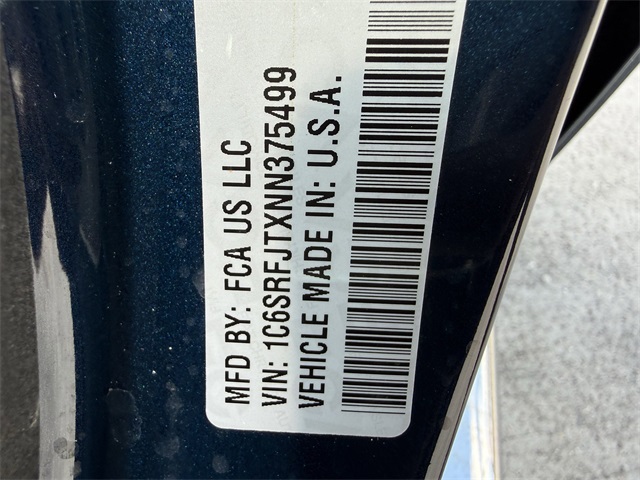 MFD BY: FCA US LLC
VIN: 1C6SRFJTXNN375499
VEHICLE MADE IN: U.S.A.